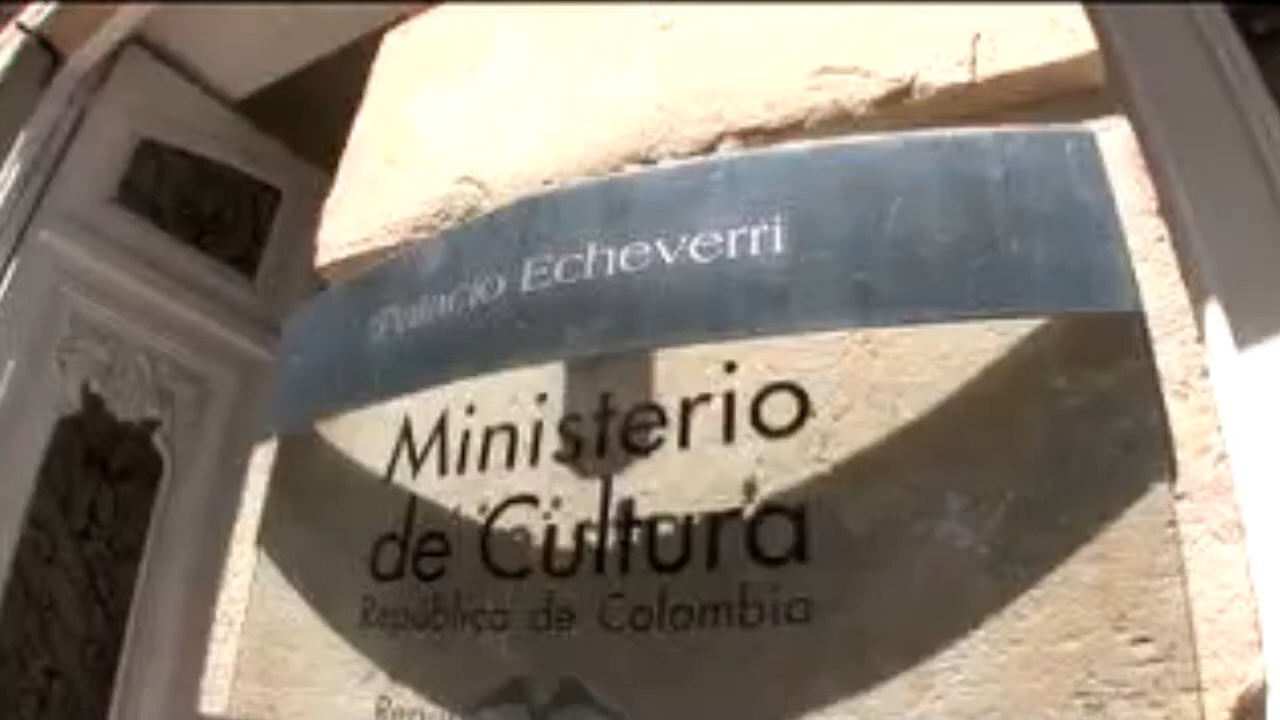 Palacio Echeverri
Ministerio
de Cultura
República de Colombia